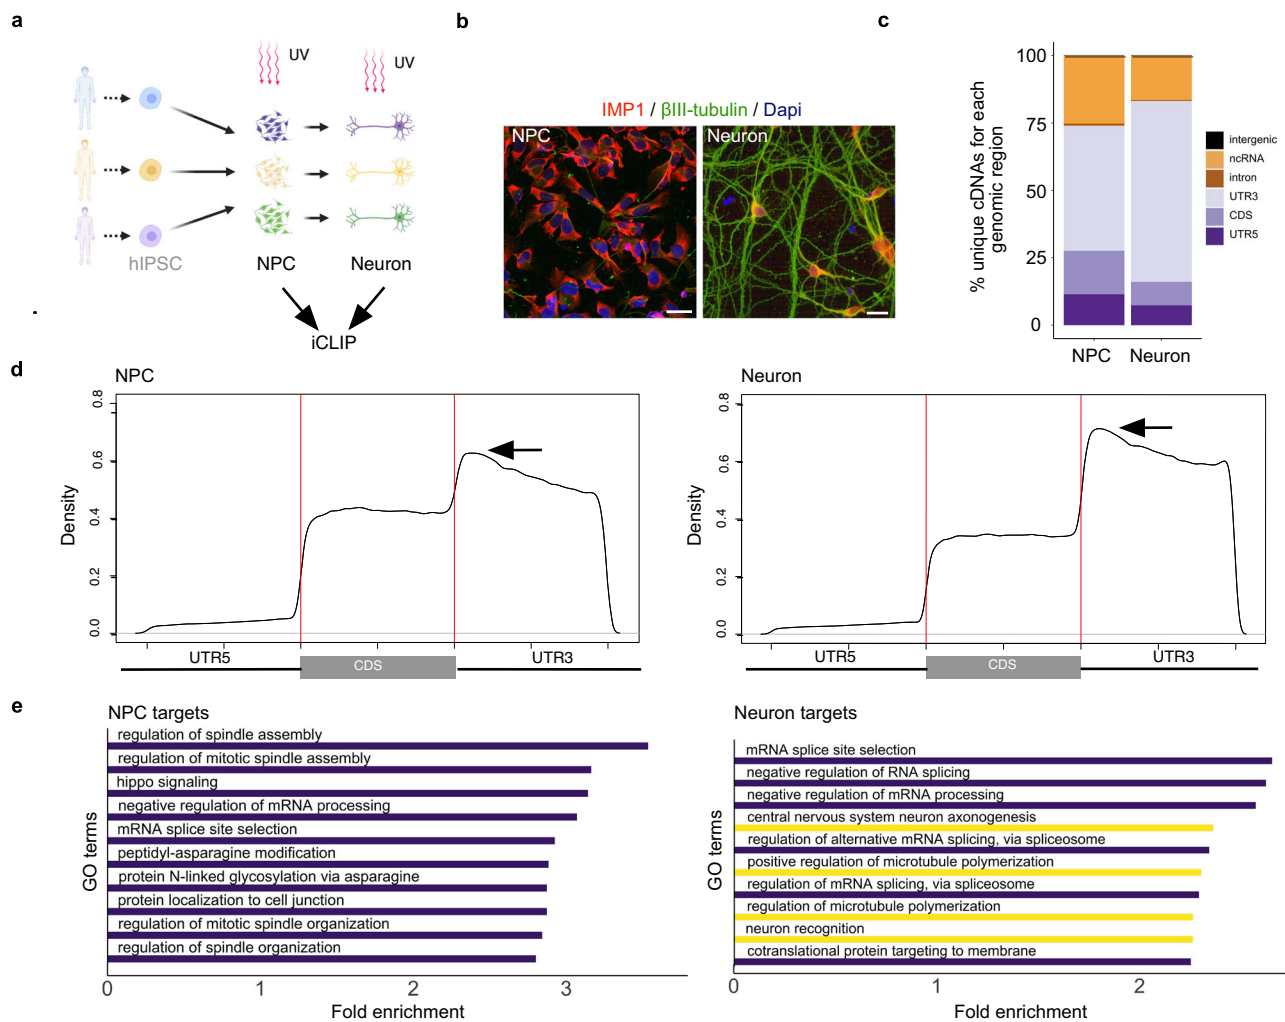 a
UV
UV
hIPSC
NPC
Neuron
iCLIP
b
IMP1 / βIII-tubulin / Dapi
NPC
Neuron
c
% unique cDNAs for each
genomic region
100
75
50
25
0
NPC
Neuron
intergenic
ncRNA
intron
UTR3
CDS
UTR5
d
NPC
Density
0.8
0.6
0.4
0.2
0.0
UTR5
CDS
UTR3
Neuron
Density
0.8
0.6
0.4
0.2
0.0
UTR5
CDS
UTR3
e
NPC targets
GO terms
regulation of spindle assembly
regulation of mitotic spindle assembly
hippo signaling
negative regulation of mRNA processing
mRNA splice site selection
peptidyl-asparagine modification
protein N-linked glycosylation via asparagine
protein localization to cell junction
regulation of mitotic spindle organization
regulation of spindle organization
0
1
2
3
Fold enrichment
Neuron targets
GO terms
mRNA splice site selection
negative regulation of RNA splicing
negative regulation of mRNA processing
central nervous system neuron axonogenesis
regulation of alternative mRNA splicing, via spliceosome
positive regulation of microtubule polymerization
regulation of mRNA splicing, via spliceosome
regulation of microtubule polymerization
neuron recognition
cotranslational protein targeting to membrane
0
1
2
Fold enrichment